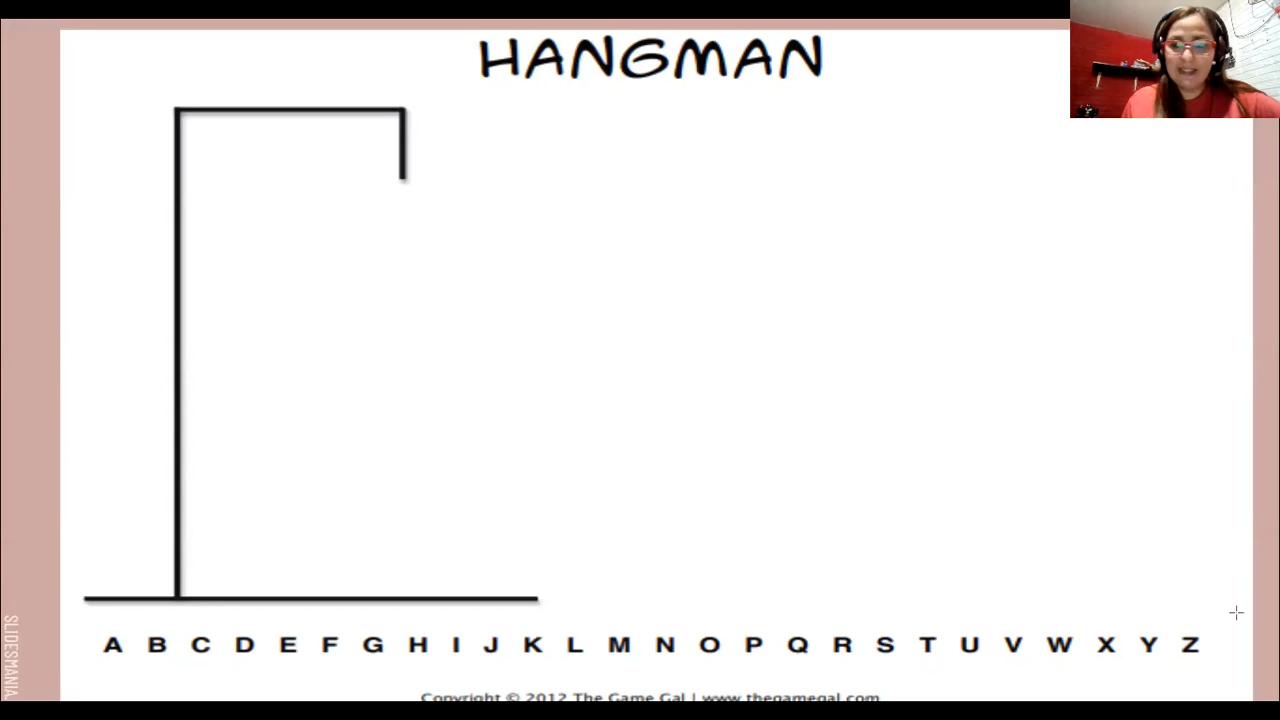 HANGMAN
A B C D E F G H I J K L M N O P Q R S T U V W X Y Z
Copyright © 2012 The Game Gal | www.thegamegal.com
SLIDESMANIA